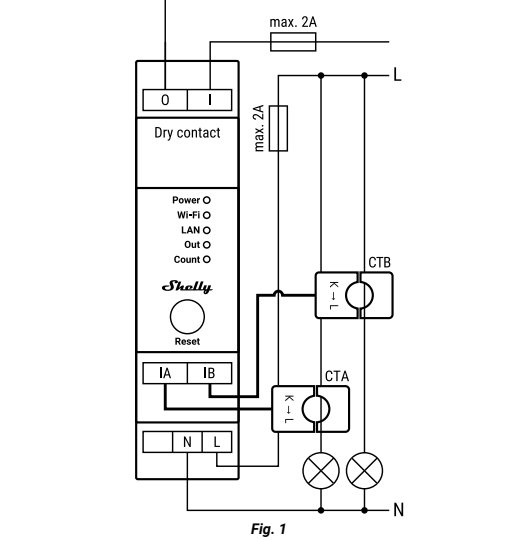 max. 2A
L
O I
max. 2A
Dry contact
Power
Wi-Fi
LAN
Out
Count
CTB
Shelly
K → L
Reset
IA IB
CTA
K → L
N L
N
Fig. 1